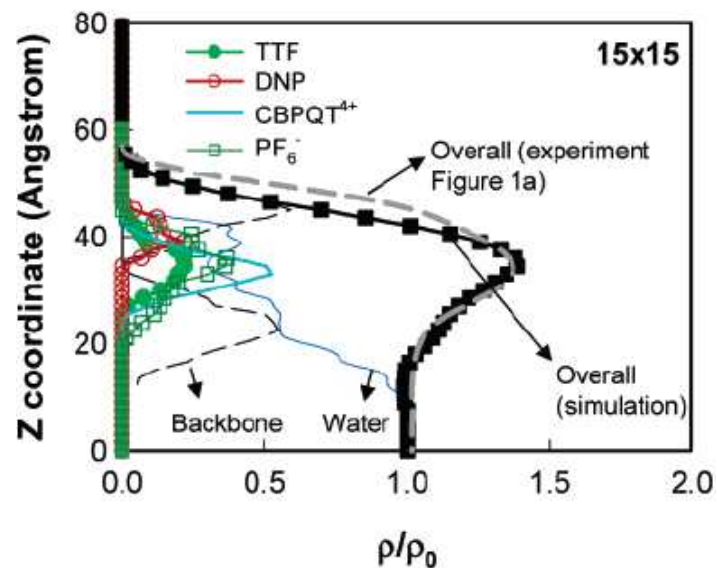 80
60
40
20
0
Z coordinate (Angstrom)
15x15
TTF
DNP
CBPQT⁴⁺
PF₆⁻
Overall (experiment
Figure 1a)
Overall
(simulation)
Backbone
Water
0.0
0.5
1.0
1.5
2.0
ρ/ρ₀